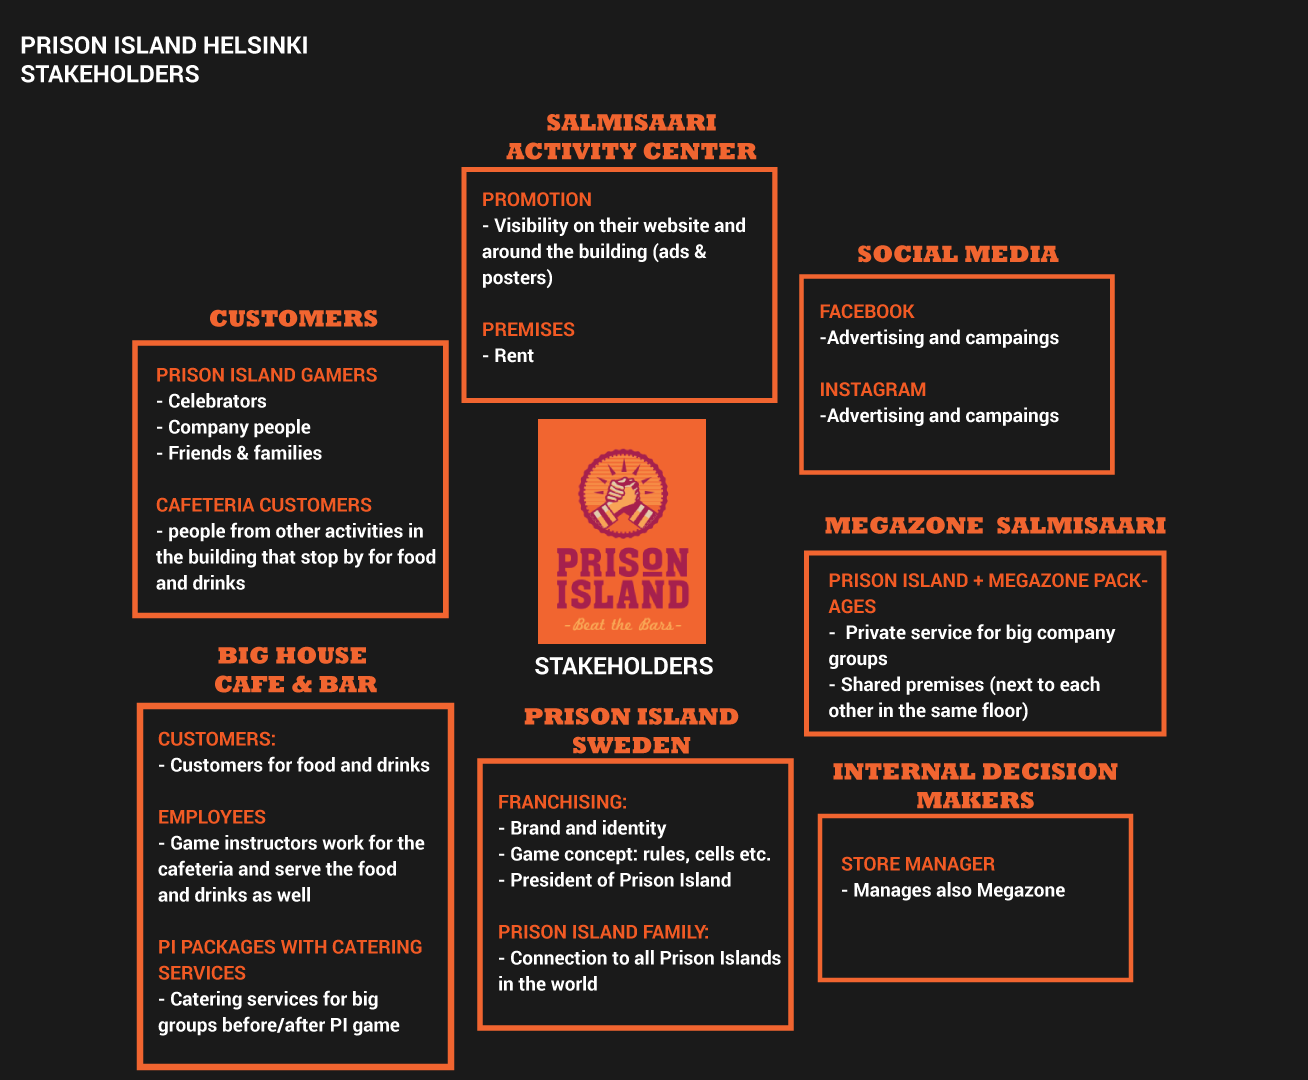 PRISON ISLAND HELSINKI
STAKEHOLDERS
SALMISAARI
ACTIVITY CENTER
PROMOTION
- Visibility on their website and
around the building (ads &
posters)
PREMISES
- Rent
SOCIAL MEDIA
FACEBOOK
-Advertising and campaings
INSTAGRAM
-Advertising and campaings
CUSTOMERS
PRISON ISLAND GAMERS
- Celebrators
- Company people
- Friends & families
CAFETERIA CUSTOMERS
- people from other activities in
the building that stop by for food
and drinks
PRISON
ISLAND
-Beat the Bars-
STAKEHOLDERS
MEGAZONE SALMISAARI
PRISON ISLAND + MEGAZONE PACK-
AGES
- Private service for big company
groups
- Shared premises (next to each
other in the same floor)
BIG HOUSE
CAFE & BAR
CUSTOMERS:
- Customers for food and drinks
EMPLOYEES
- Game instructors work for the
cafeteria and serve the food
and drinks as well
PI PACKAGES WITH CATERING
SERVICES
- Catering services for big
groups before/after PI game
PRISON ISLAND
SWEDEN
FRANCHISING:
- Brand and identity
- Game concept: rules, cells etc.
- President of Prison Island
PRISON ISLAND FAMILY:
- Connection to all Prison Islands
in the world
INTERNAL DECISION
MAKERS
STORE MANAGER
- Manages also Megazone